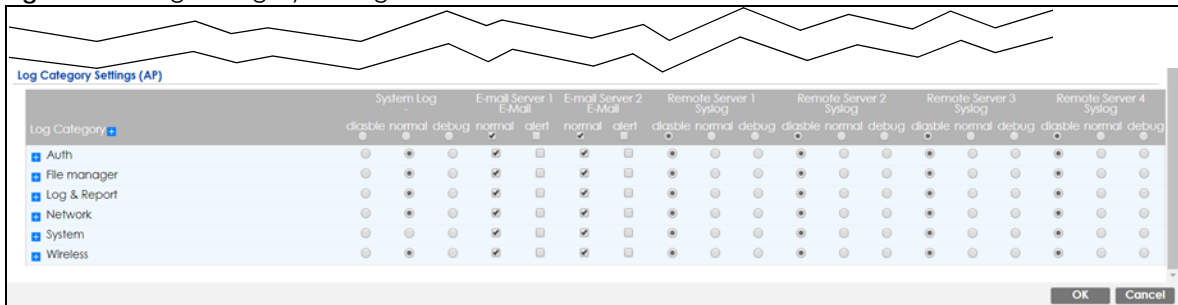 Log Category Settings (AP)
System Log
-
E-mail Server 1
E-Mail
E-mail Server 2
E-Mail
Remote Server 1
Syslog
Remote Server 2
Syslog
Remote Server 3
Syslog
Remote Server 4
Syslog
Log Category
disable normal debug normal alert normal alert disable normal debug disable normal debug disable normal debug disable normal debug
Auth
File manager
Log & Report
Network
System
Wireless
OK Cancel